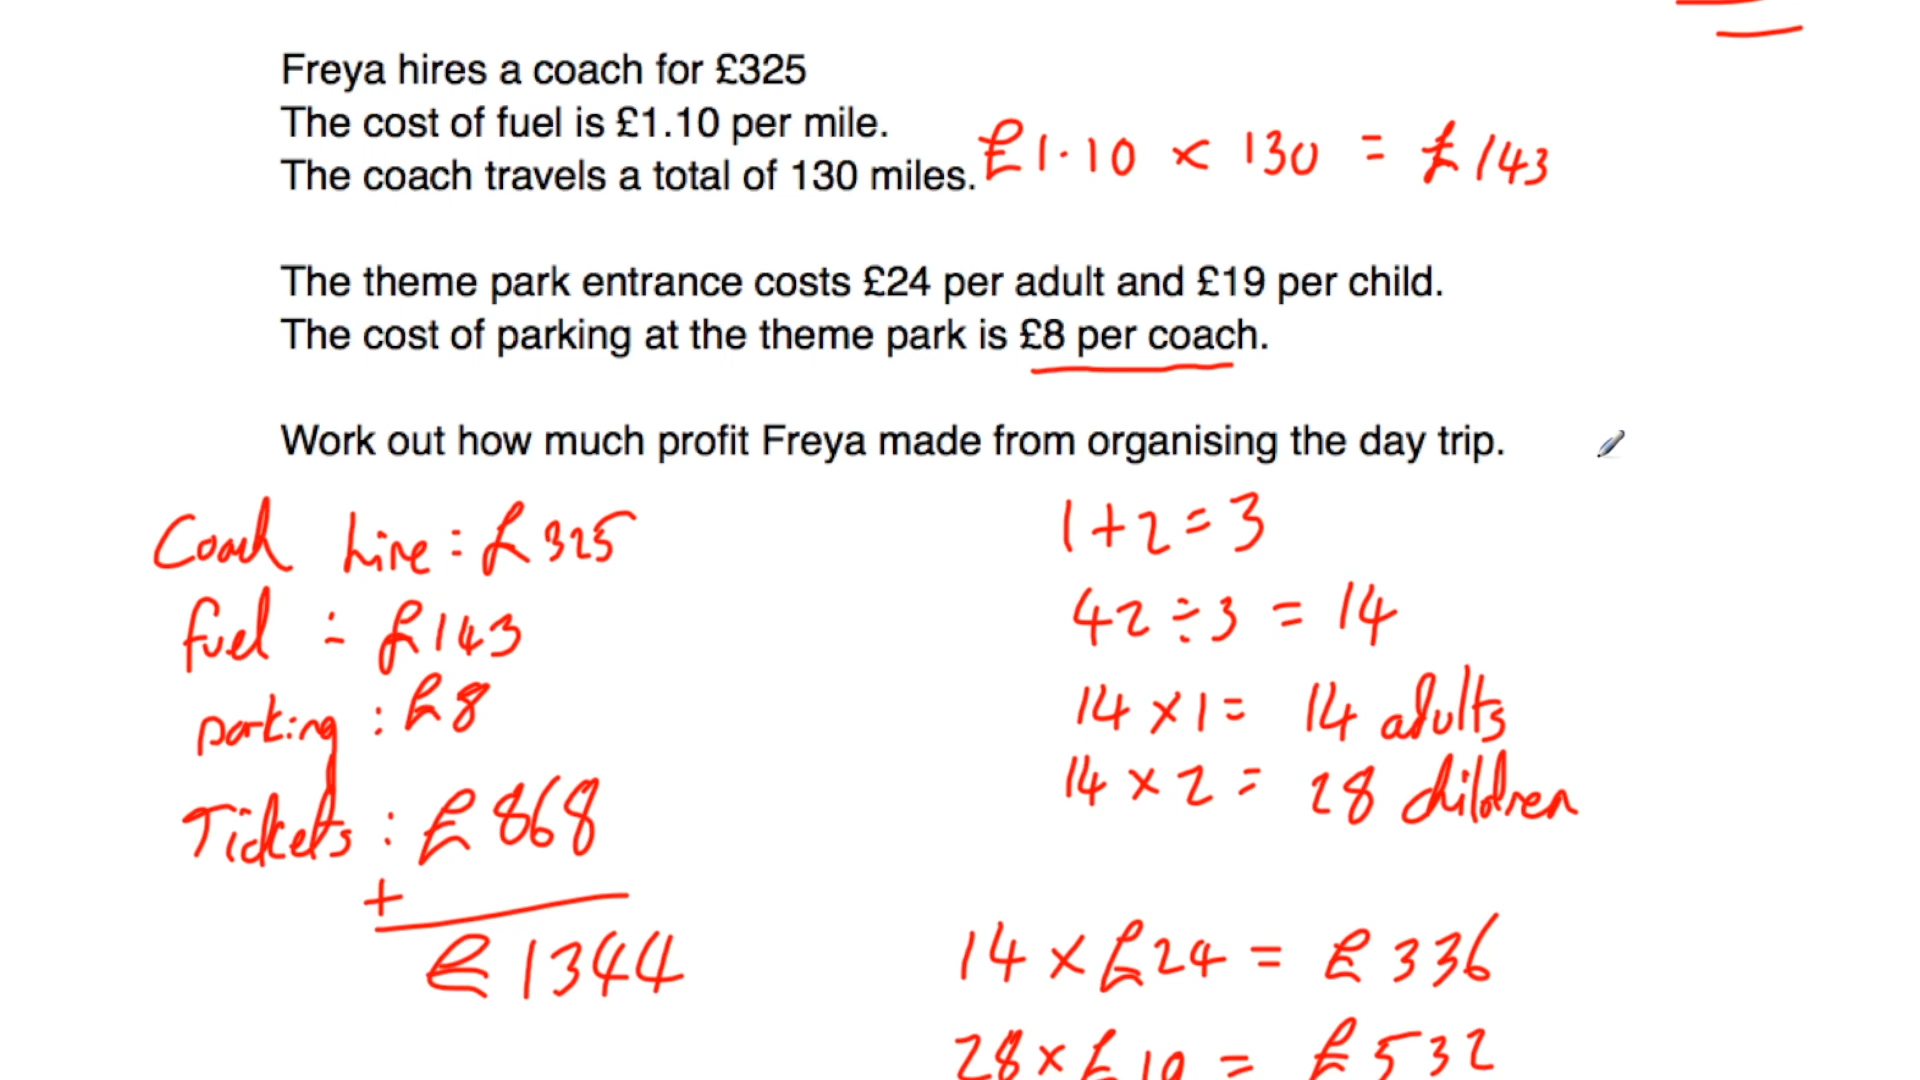 Freya hires a coach for £325
The cost of fuel is £1.10 per mile.
The coach travels a total of 130 miles.
£1.10 × 130 = £143
The theme park entrance costs £24 per adult and £19 per child.
The cost of parking at the theme park is £8 per coach.
Work out how much profit Freya made from organising the day trip.
Coach hire: £325
fuel : £143
parking : £8
Tickets : £868
+
£1344
1+2=3
42÷3 = 14
14 ×1= 14 adults
14 × 2 = 28 children
14 × £24 = £336
28 × £19 = £532